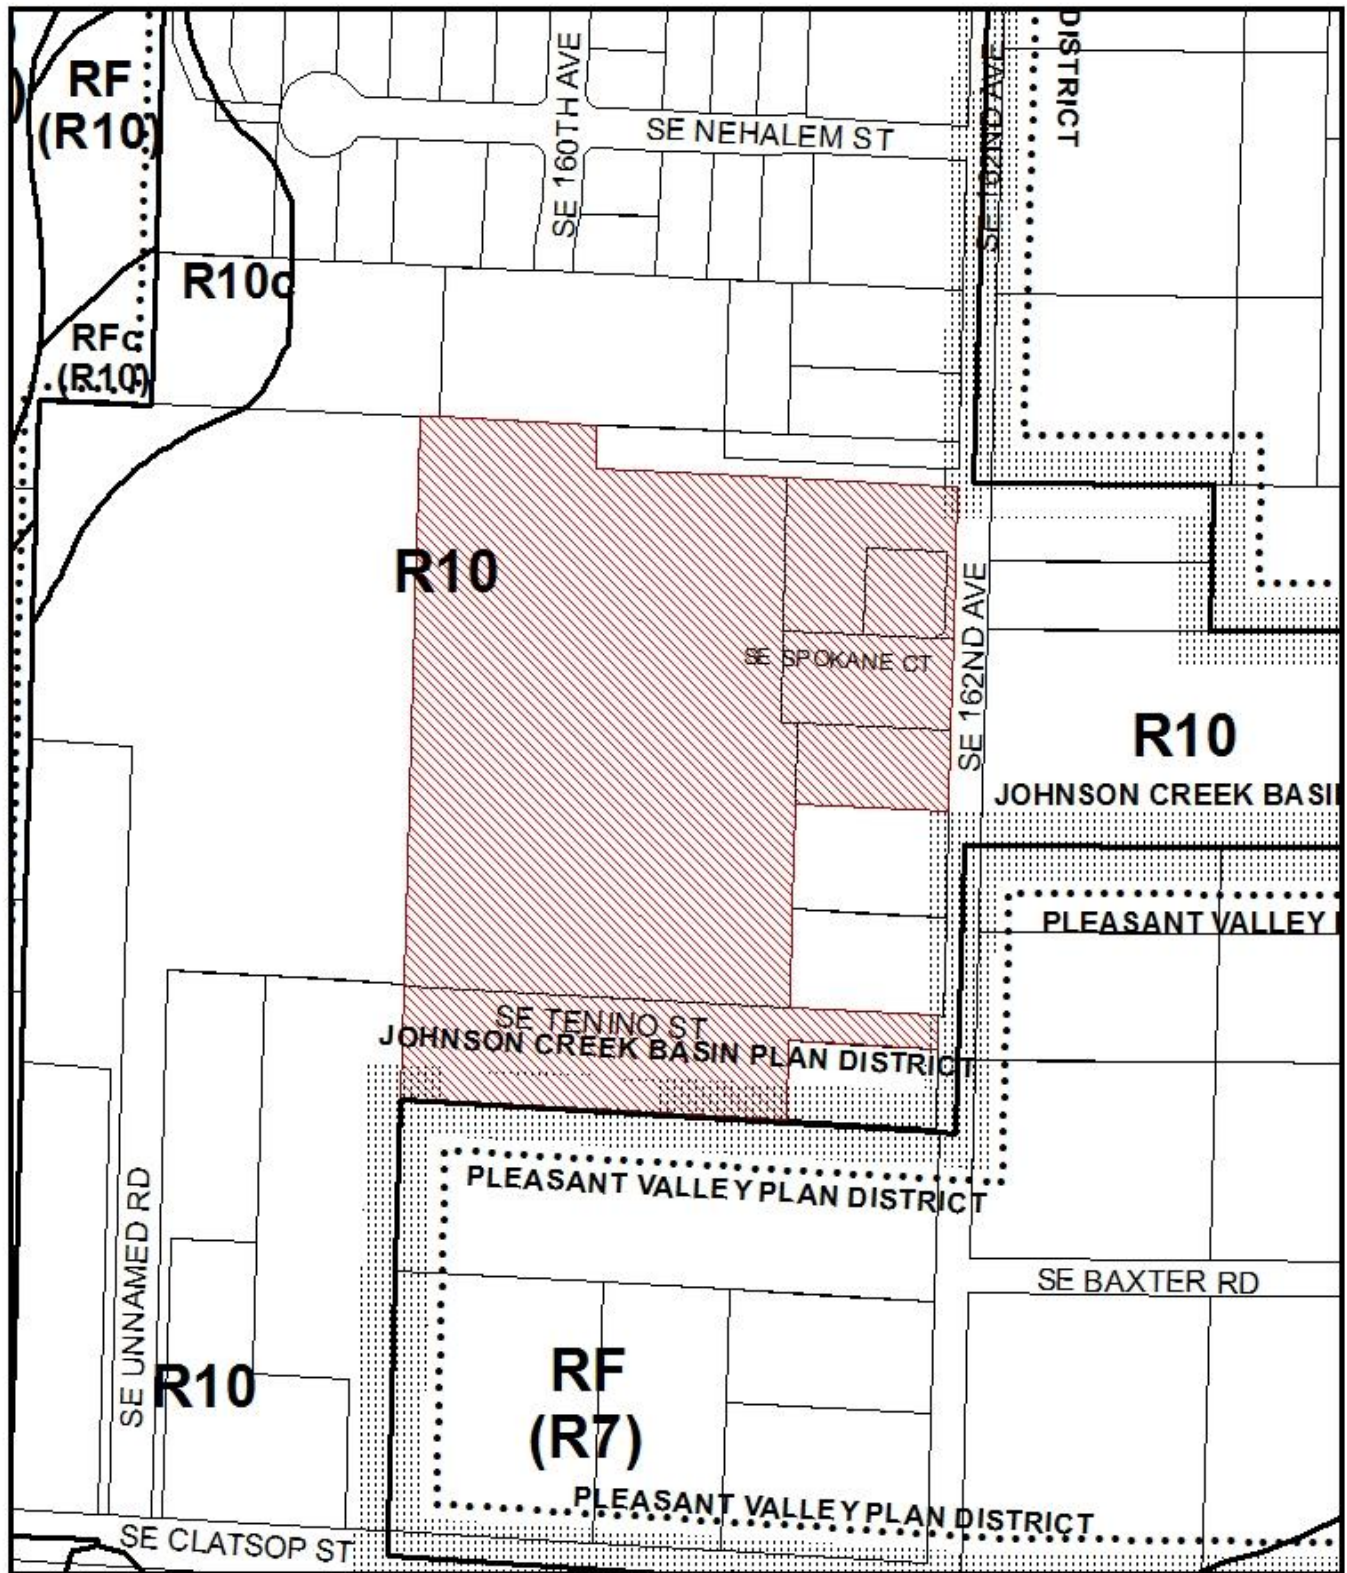 RF
(R10)
)
DISTRICT
SE 160TH AVE
SE NEHALEM ST
SE 162ND AVE
R10c
RFc
(R10)
R10
SE SPOKANE CT
SE 162ND AVE
R10
JOHNSON CREEK BASI
PLEASANT VALLEY
SE TENINO ST
JOHNSON CREEK BASIN PLAN DISTRICT
PLEASANT VALLEY PLAN DISTRICT
SE UNNAMED RD
SE BAXTER RD
R10
RF
(R7)
PLEASANT VALLEY PLAN DISTRICT
SE CLATSOP ST